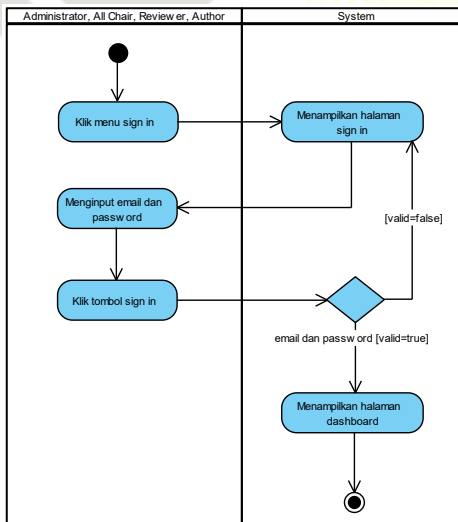 Administrator, All Chair, Reviewer, Author
System
Klik menu sign in
Menampilkan halaman
sign in
Menginput email dan
password
[valid=false]
Klik tombol sign in
email dan password [valid=true]
Menampilkan halaman
dashboard